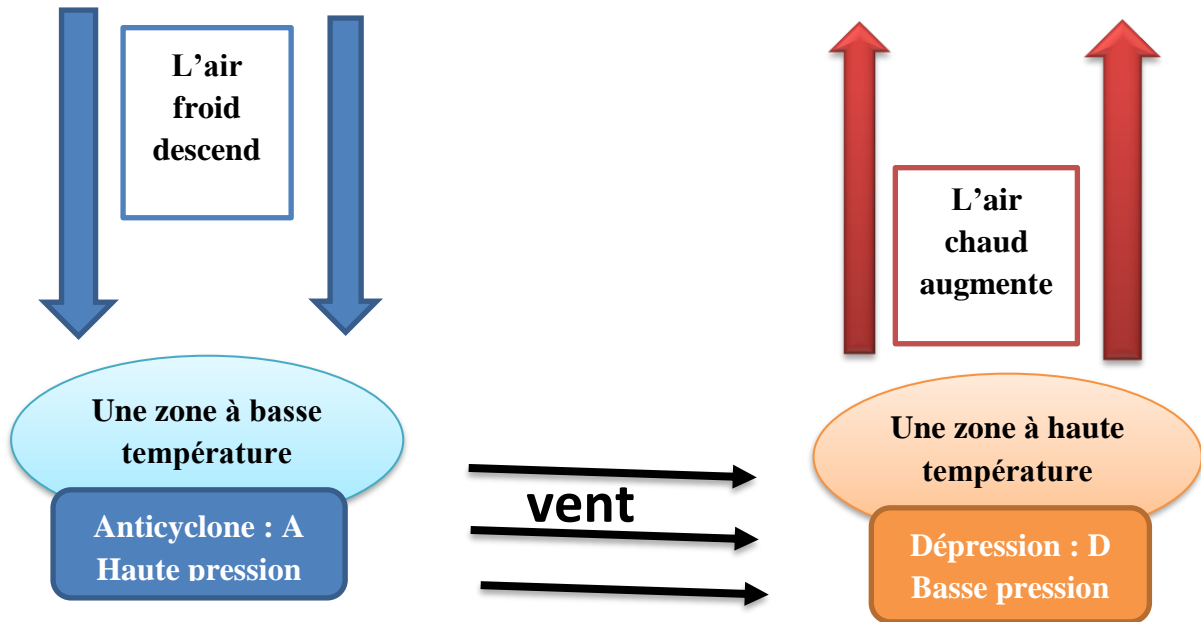 L’air
froid
descend
L’air
chaud
augmente
Une zone à basse
température
Anticyclone : A
Haute pression
vent
Une zone à haute
température
Dépression : D
Basse pression